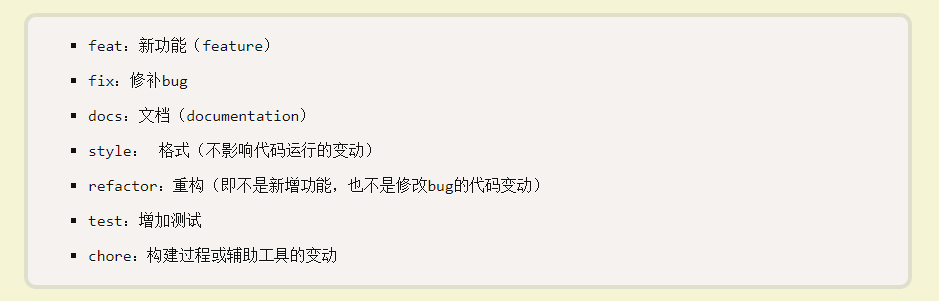 feat：新功能（feature）
fix：修补bug
docs：文档（documentation）
style： 格式（不影响代码运行的变动）
refactor：重构（即不是新增功能，也不是修改bug的代码变动）
test：增加测试
chore：构建过程或辅助工具的变动